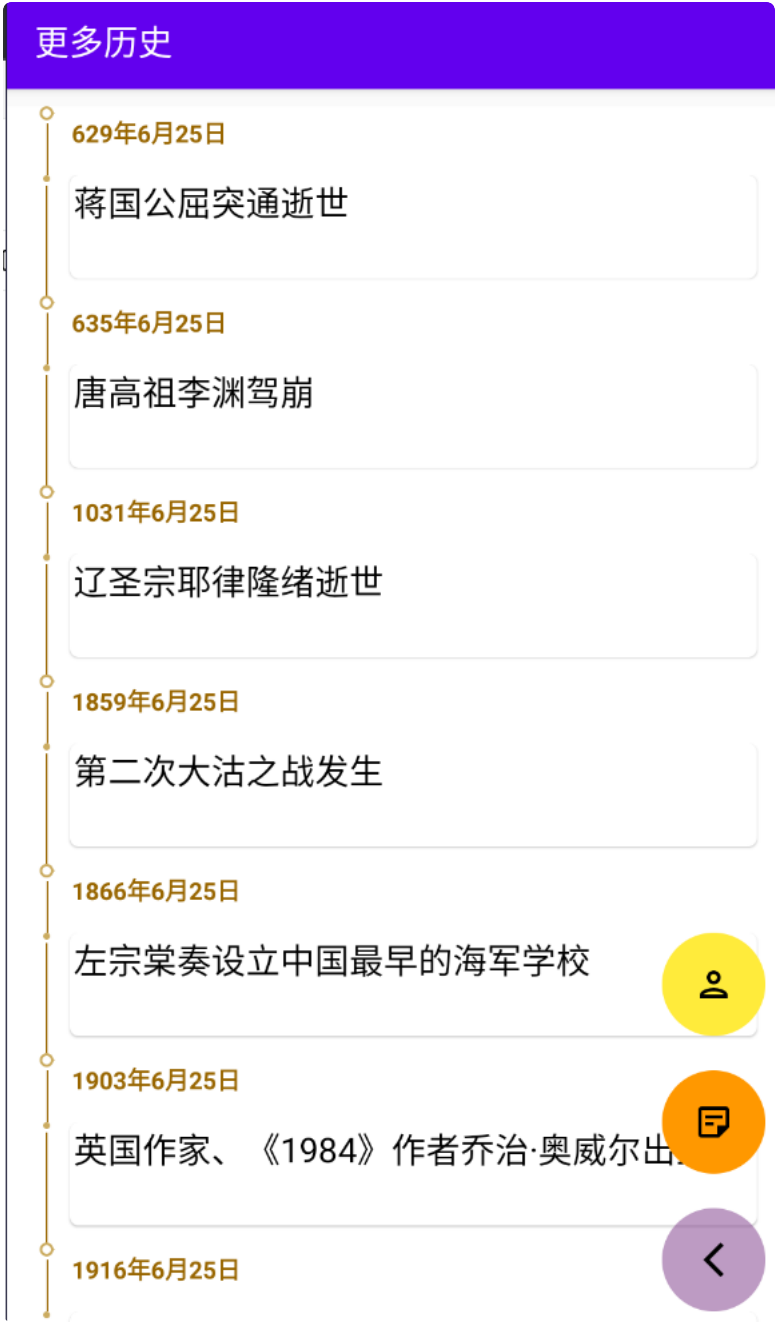 更多历史
629年6月25日
蒋国公屈突通逝世
635年6月25日
唐高祖李渊驾崩
1031年6月25日
辽圣宗耶律隆绪逝世
1859年6月25日
第二次大沽之战发生
1866年6月25日
左宗棠奏设立中国最早的海军学校
1903年6月25日
英国作家、《1984》作者乔治·奥威尔出
1916年6月25日